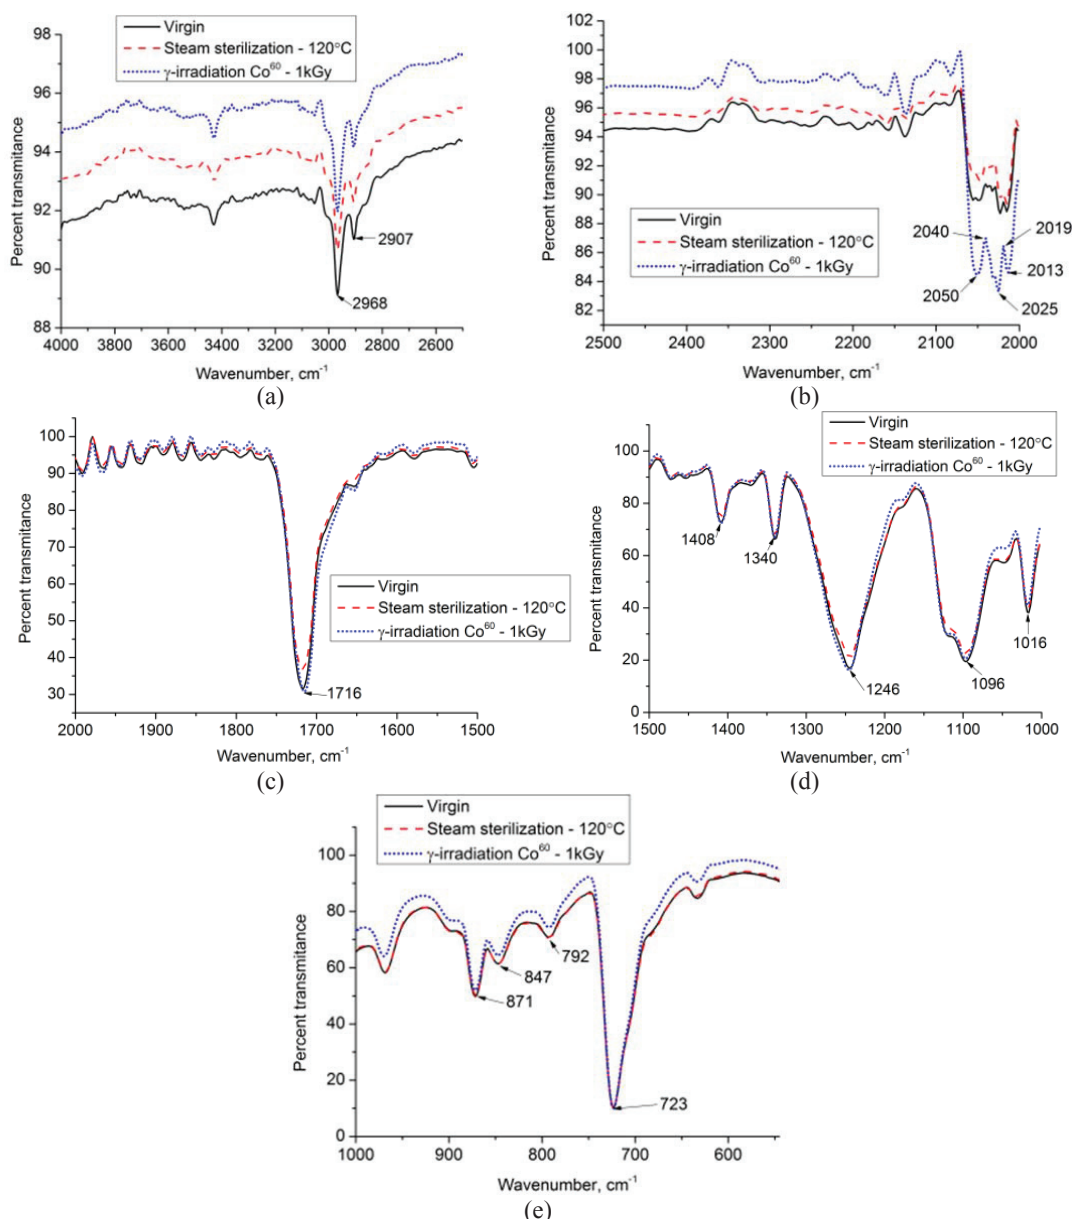 Virgin
Steam sterilization - 120°C
γ-irradiation Co⁶⁰ - 1kGy
Percent transmitance
98
96
94
92
90
88
2907
2968
4000 3800 3600 3400 3200 3000 2800 2600
Wavenumber, cm⁻¹
(a)
Percent transmitance
104
102
100
98
96
94
92
90
88
86
84
82
Virgin
Steam sterilization - 120°C
γ-irradiation Co⁶⁰ - 1kGy
2040
2019
2050
2013
2025
2500 2400 2300 2200 2100 2000
Wavenumber, cm⁻¹
(b)
Percent transmitance
100
90
80
70
60
50
40
30
Virgin
Steam sterilization - 120°C
γ-irradiation Co⁶⁰ - 1kGy
1716
2000 1900 1800 1700 1600 1500
Wavenumber, cm⁻¹
(c)
Virgin
Steam sterilization - 120°C
γ-irradiation Co⁶⁰ - 1kGy
Percent transmitance
100
80
60
40
20
0
1408
1340
1246
1096
1016
1500 1400 1300 1200 1100 1000
Wavenumber, cm⁻¹
(d)
Virgin
Steam sterilization - 120°C
γ-irradiation Co⁶⁰ - 1kGy
Percent transmitance
100
80
60
40
20
0
871
847
792
723
1000 900 800 700 600
Wavenumber, cm⁻¹
(e)